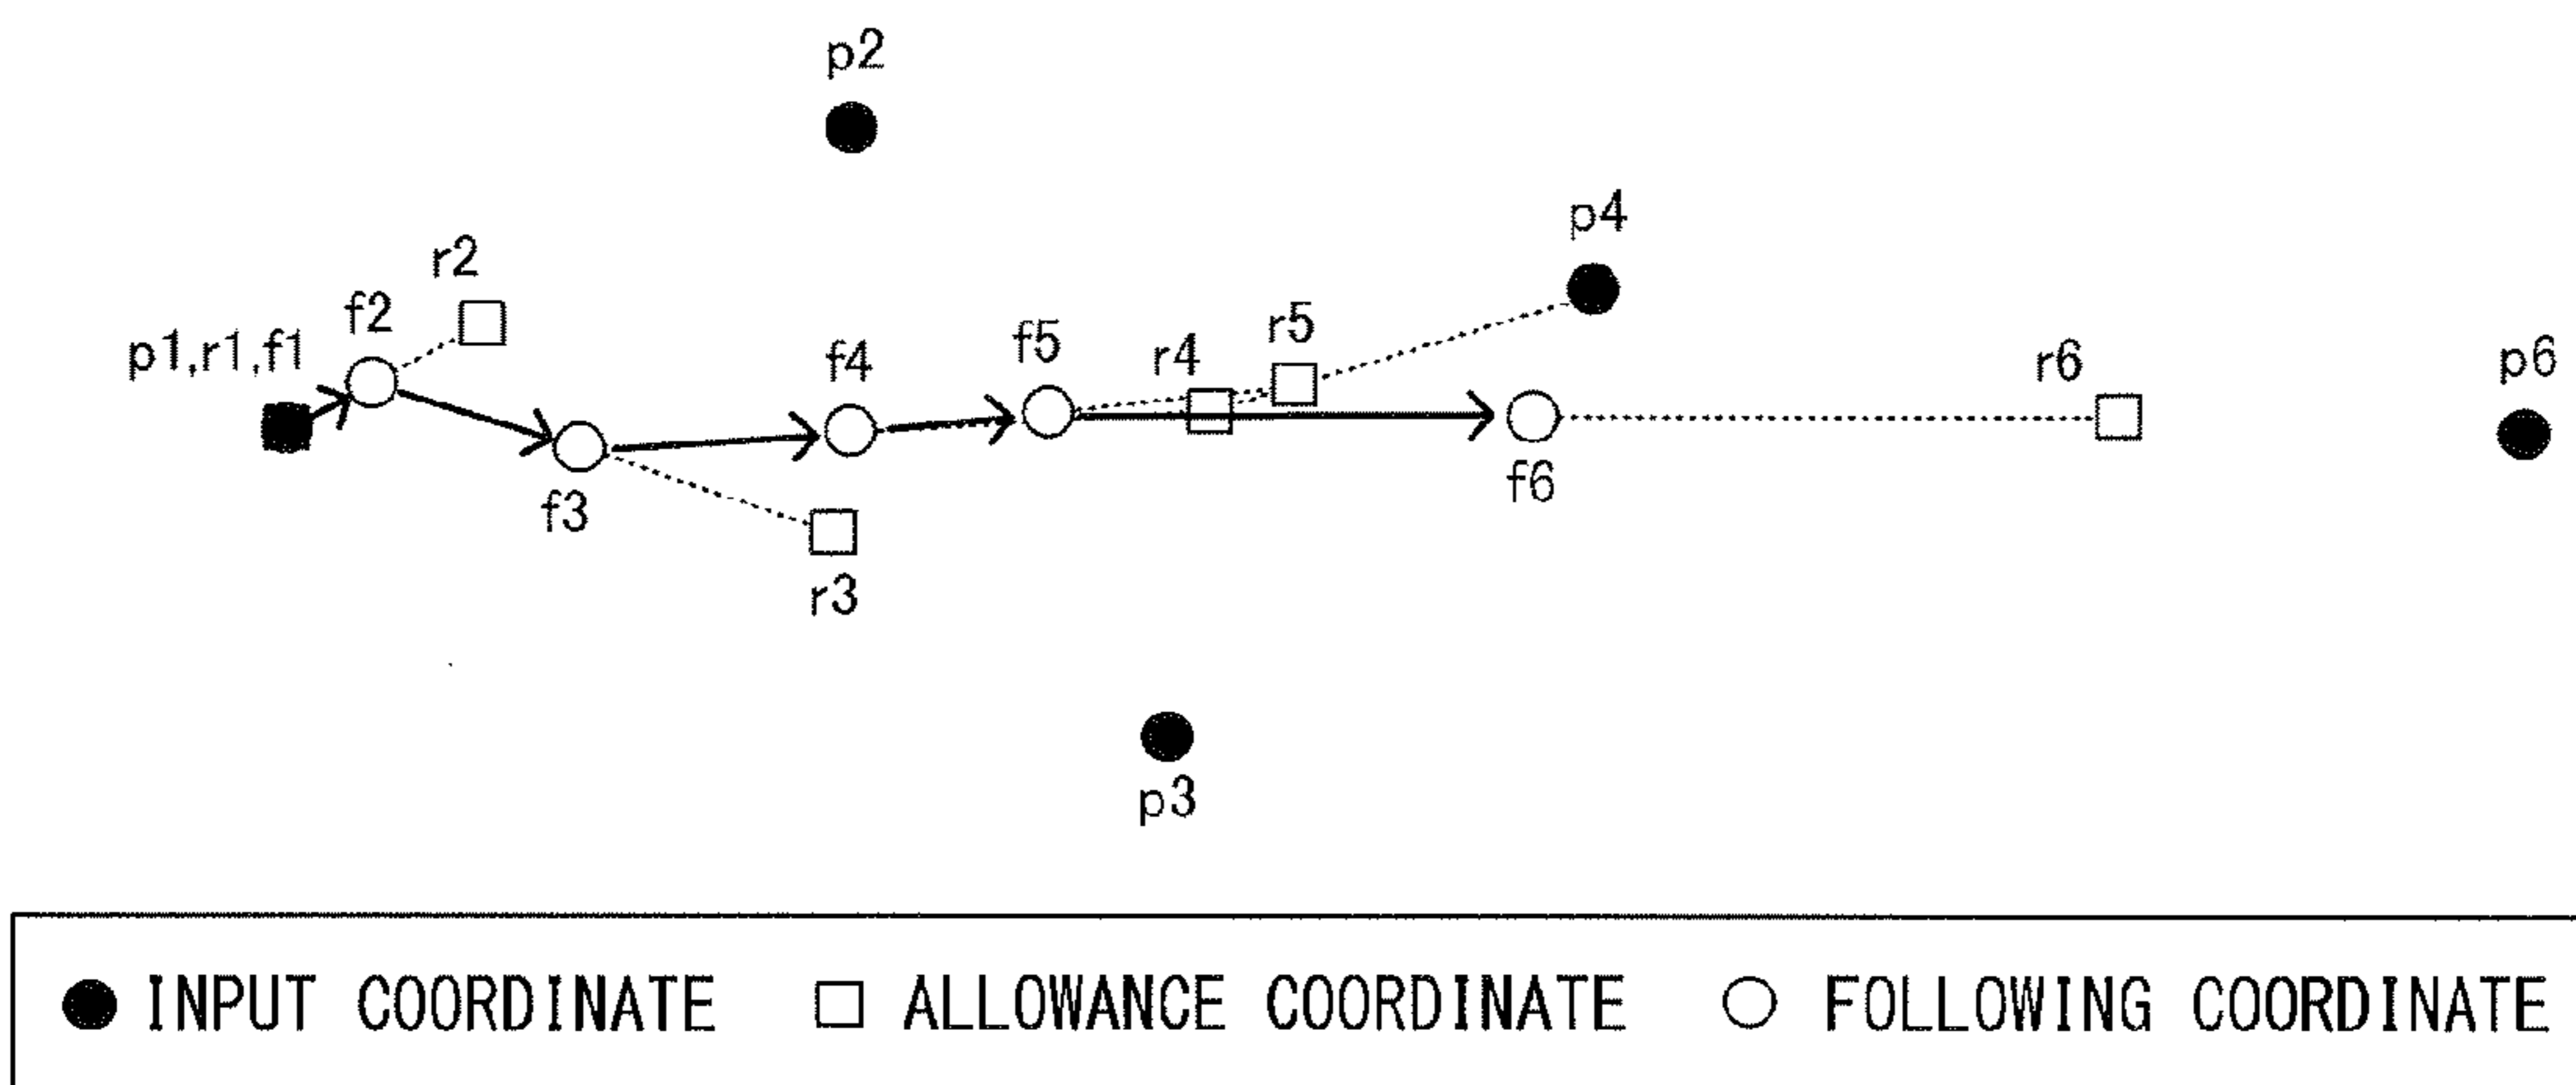 p2
p4
r2
f2
p1,r1,f1
f4
f5
r4
r5
r6
p6
f3
f6
r3
p3
INPUT COORDINATE ALLOWANCE COORDINATE FOLLOWING COORDINATE